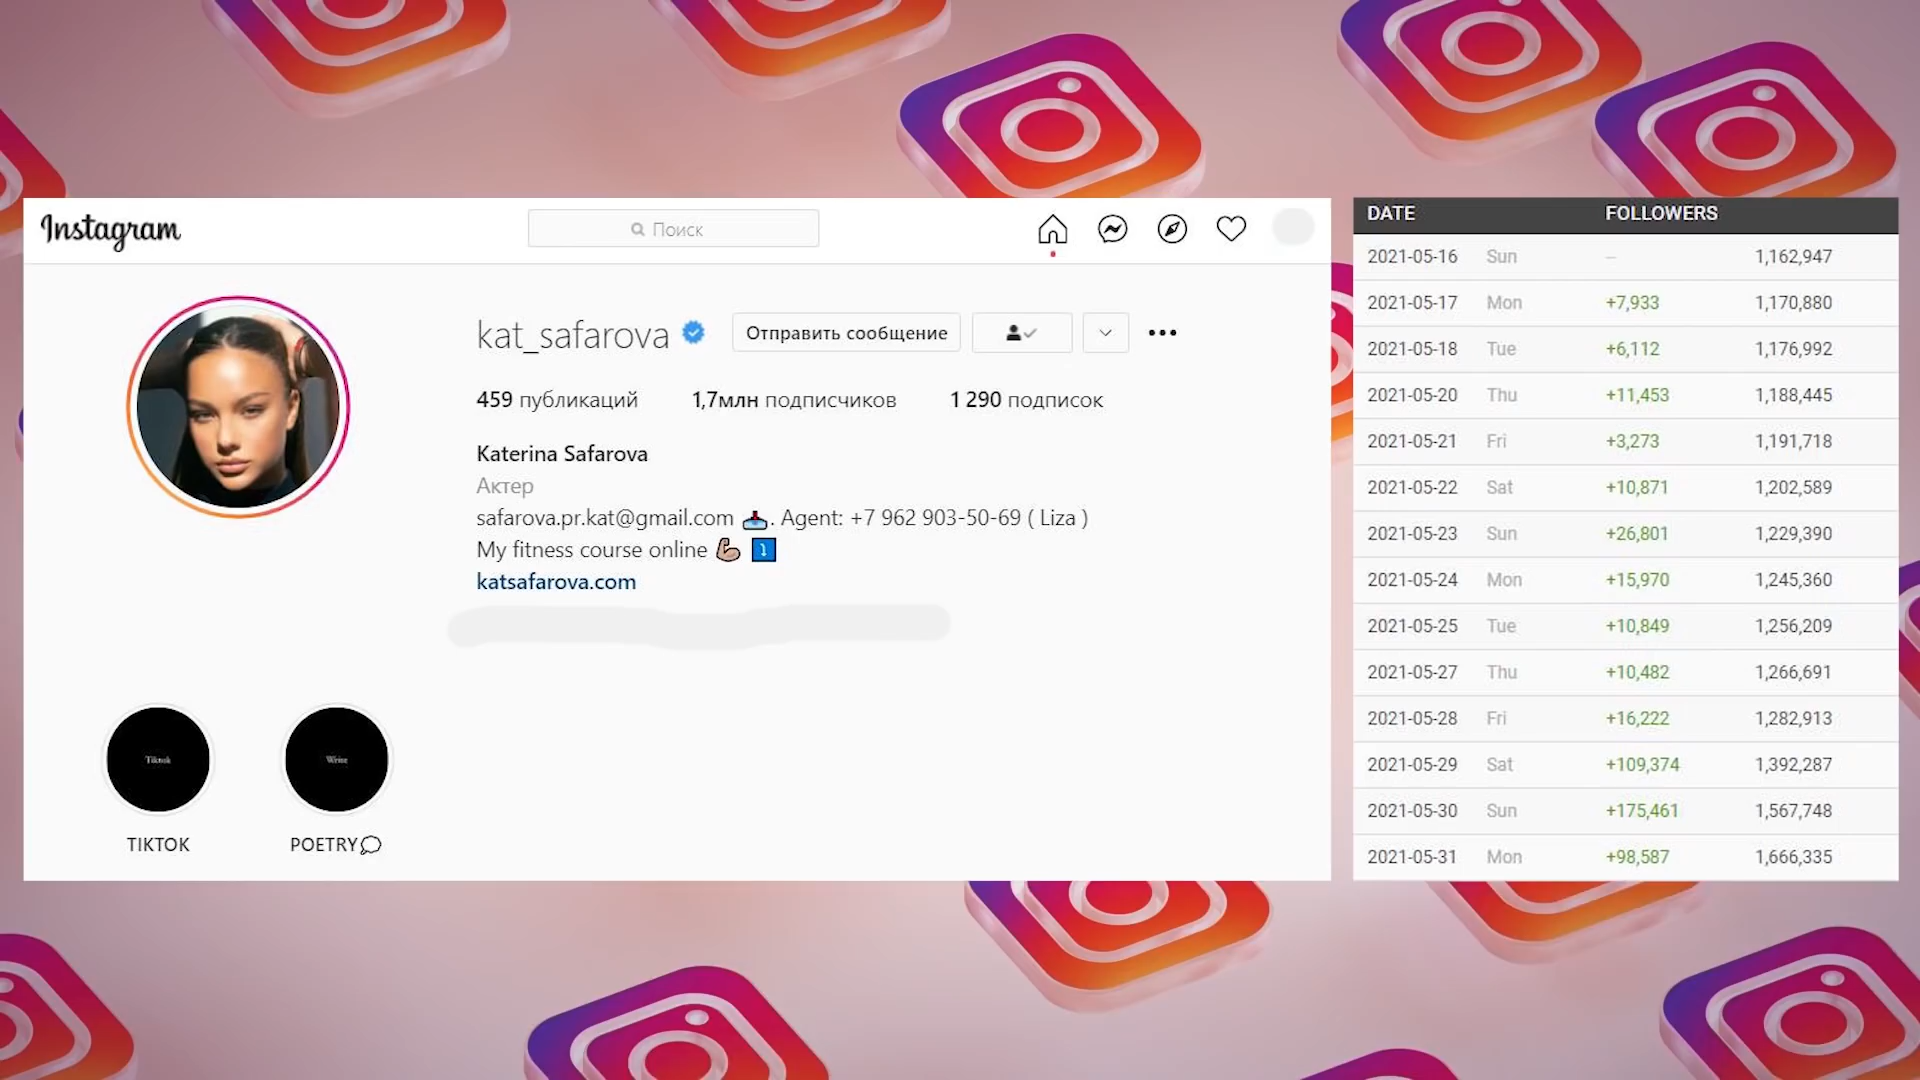 Instagram
Поиск
kat_safarova
Отправить сообщение
459 публикаций 1,7млн подписчиков 1 290 подписок
Katerina Safarova
Актер
safarova.pr.kat@gmail.com 📥. Agent: +7 962 903-50-69 ( Liza )
My fitness course online 💪🏼 ⤵️
katsafarova.com
Tiktok
Write
TIKTOK
POETRY💭
DATE FOLLOWERS
2021-05-16 Sun – 1,162,947
2021-05-17 Mon +7,933 1,170,880
2021-05-18 Tue +6,112 1,176,992
2021-05-20 Thu +11,453 1,188,445
2021-05-21 Fri +3,273 1,191,718
2021-05-22 Sat +10,871 1,202,589
2021-05-23 Sun +26,801 1,229,390
2021-05-24 Mon +15,970 1,245,360
2021-05-25 Tue +10,849 1,256,209
2021-05-27 Thu +10,482 1,266,691
2021-05-28 Fri +16,222 1,282,913
2021-05-29 Sat +109,374 1,392,287
2021-05-30 Sun +175,461 1,567,748
2021-05-31 Mon +98,587 1,666,335